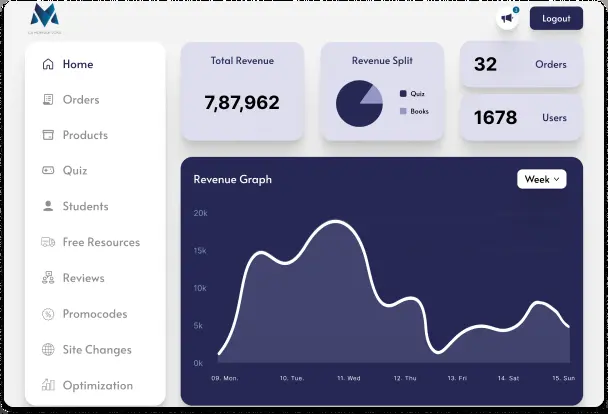 Logout
Home
Orders
Products
Quiz
Students
Free Resources
Reviews
Promocodes
Site Changes
Optimization
Total Revenue
7,87,962
Revenue Split
Quiz
Books
32 Orders
1678 Users
Revenue Graph
Week
20k
15k
10k
5k
0k
09. Mon. 10. Tue. 11. Wed 12. Thu 13. Fri 14. Sat 15. Sun